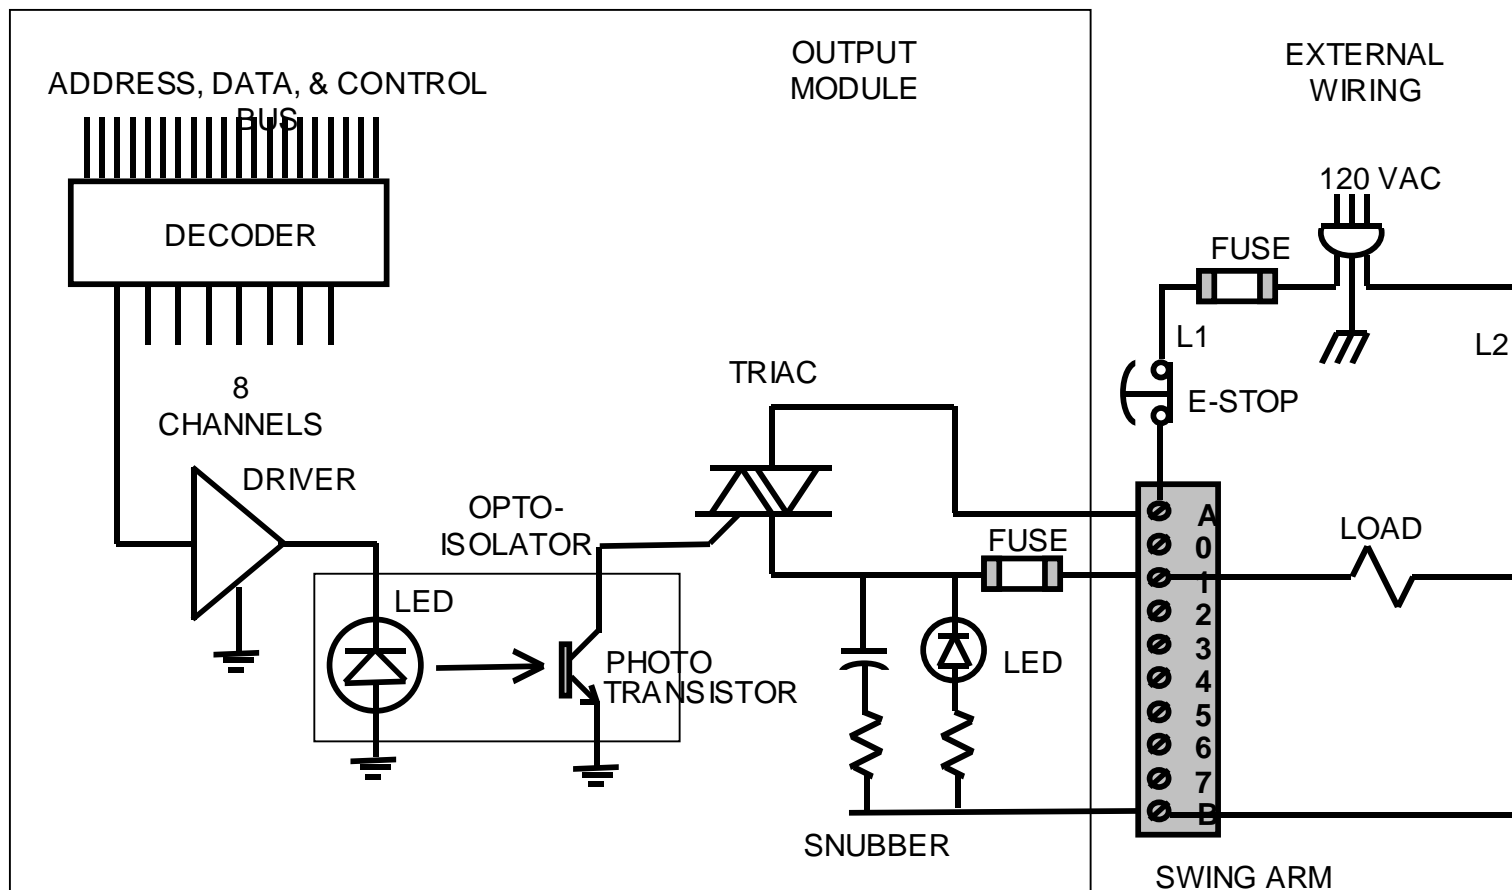 OUTPUT
MODULE
EXTERNAL
WIRING
ADDRESS, DATA, & CONTROL
BUS
120 VAC
DECODER
FUSE
L1
L2
TRIAC
8
CHANNELS
E-STOP
DRIVER
OPTO-
ISOLATOR
A
0
1
2
3
4
5
6
7
B
FUSE
LOAD
LED
PHOTO
TRANSISTOR
LED
SNUBBER
SWING ARM